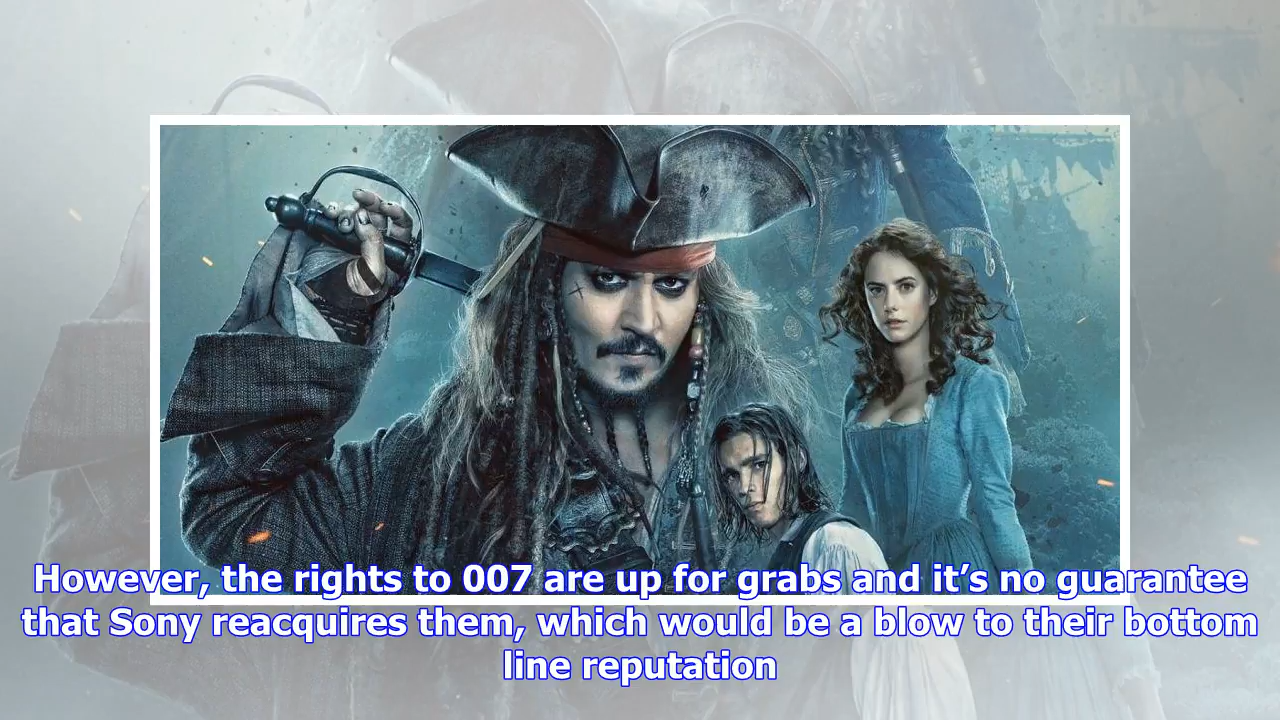 However, the rights to 007 are up for grabs and it’s no guarantee
that Sony reacquires them, which would be a blow to their bottom
line reputation